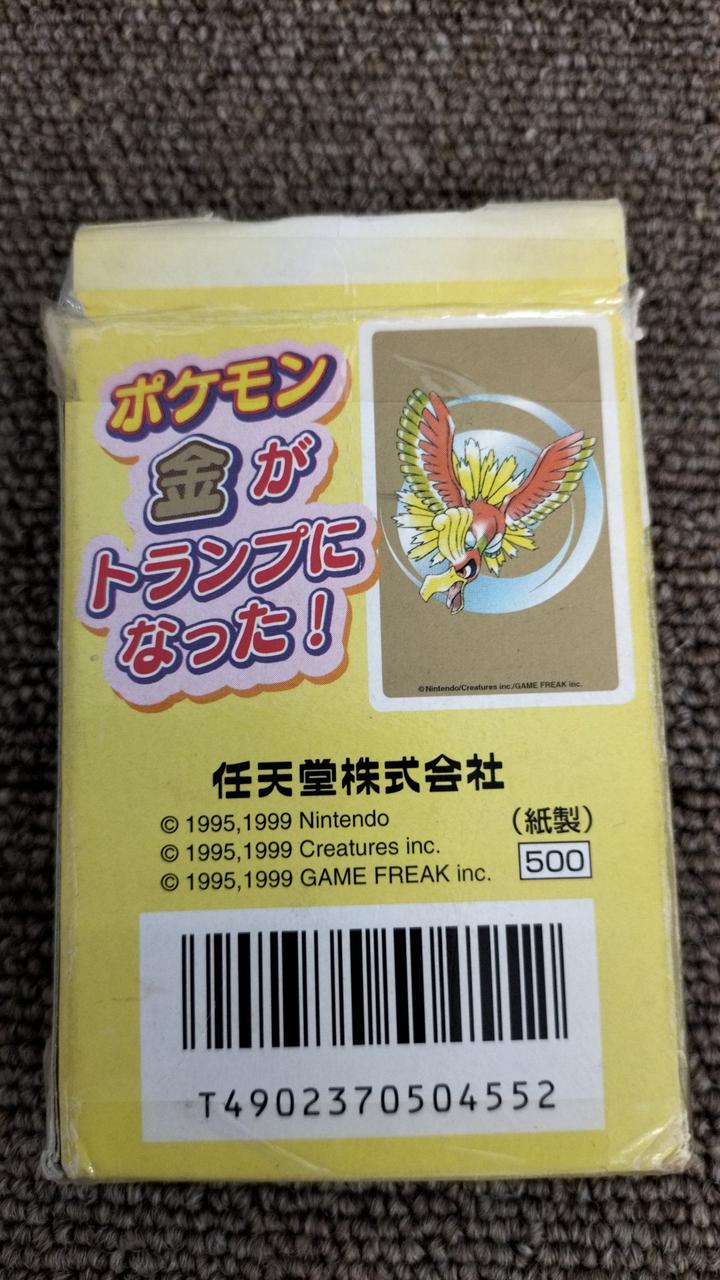 ポケモン
金が
トランプに
なった!
©Nintendo/Creatures inc./GAME FREAK inc.
任天堂株式会社
© 1995,1999 Nintendo
© 1995,1999 Creatures inc.
© 1995,1999 GAME FREAK inc.
(紙製)
500
T4902370504552